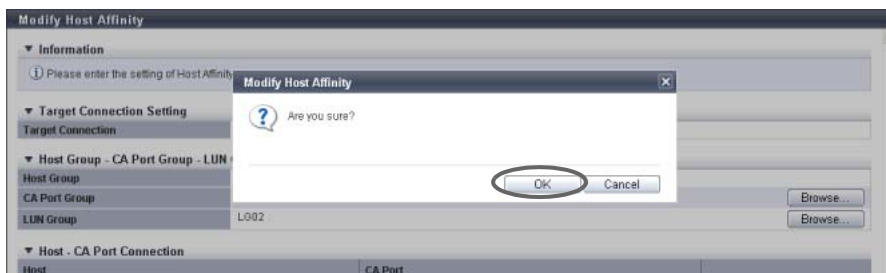 Modify Host Affinity
▼ Information
Please enter the setting of Host Affinity
Modify Host Affinity
Are you sure?
▼ Target Connection Setting
Target Connection
▼ Host Group - CA Port Group - LUN
OK Cancel
Host Group
CA Port Group Browse...
LUN Group LG02 Browse...
▼ Host - CA Port Connection
Host CA Port